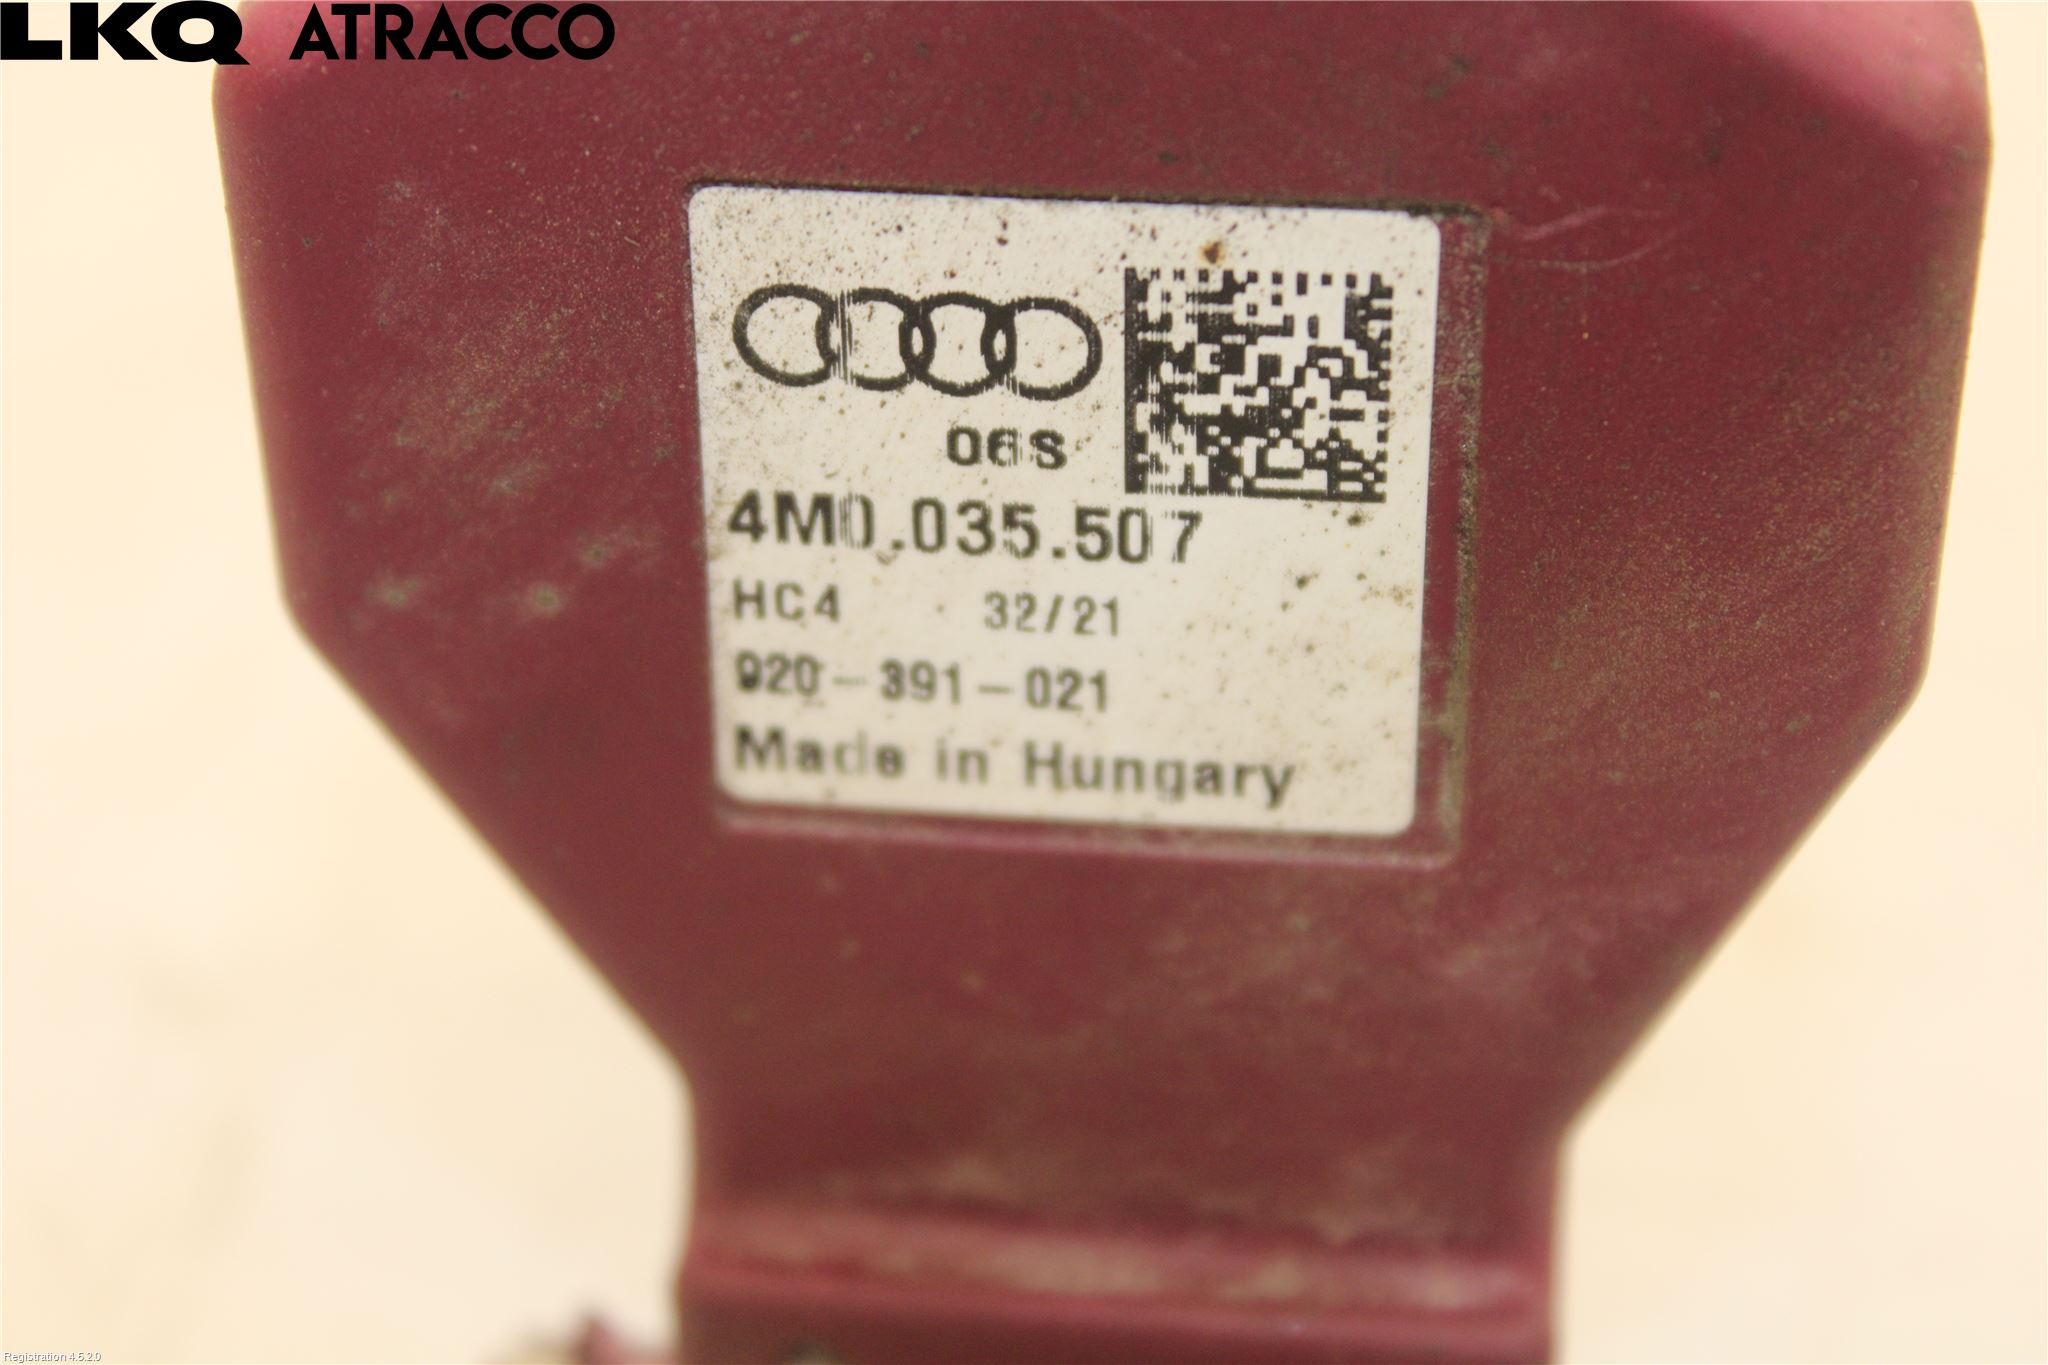 LKQ ATRACCO
06S
4M0.035.507
HC4 32/21
920-391-021
Made in Hungary
Registration 4.5.2.0